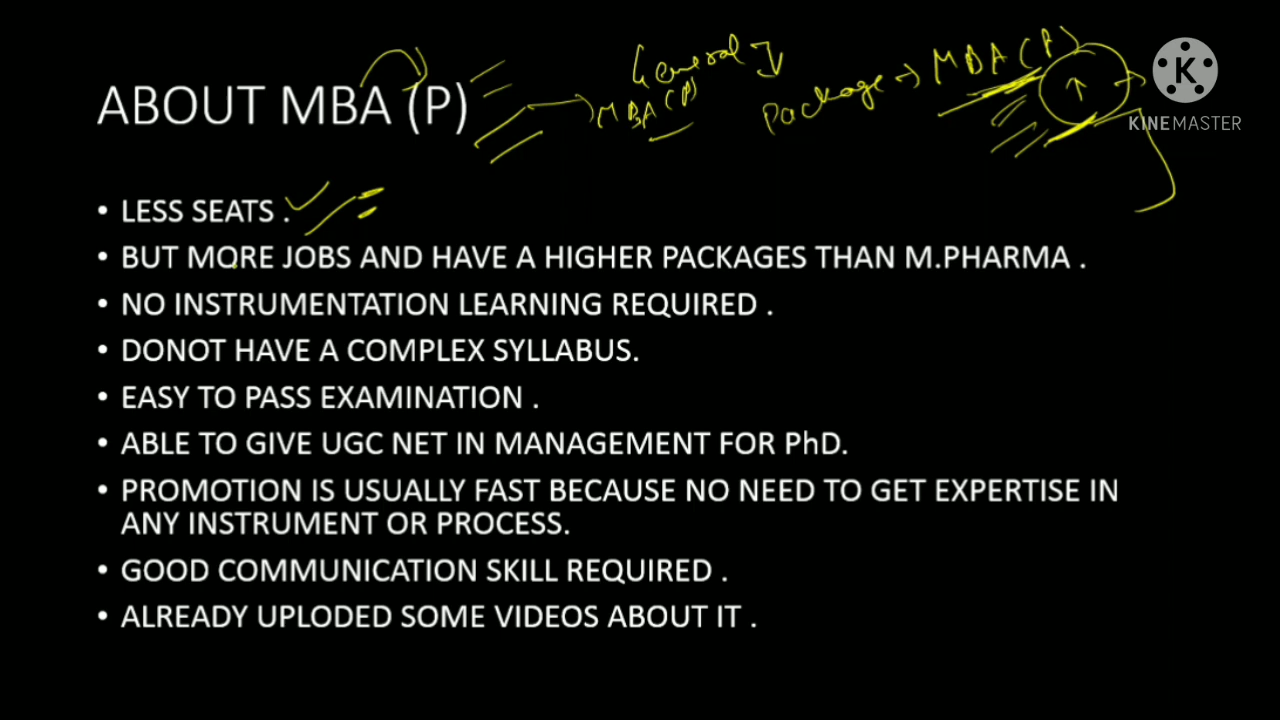 General
MBA(P)
Package → MBA (P)
↑
K
KINEMASTER
ABOUT MBA (P)
• LESS SEATS .
• BUT MORE JOBS AND HAVE A HIGHER PACKAGES THAN M.PHARMA .
• NO INSTRUMENTATION LEARNING REQUIRED .
• DONOT HAVE A COMPLEX SYLLABUS.
• EASY TO PASS EXAMINATION .
• ABLE TO GIVE UGC NET IN MANAGEMENT FOR PhD.
• PROMOTION IS USUALLY FAST BECAUSE NO NEED TO GET EXPERTISE IN
ANY INSTRUMENT OR PROCESS.
• GOOD COMMUNICATION SKILL REQUIRED .
• ALREADY UPLODED SOME VIDEOS ABOUT IT .